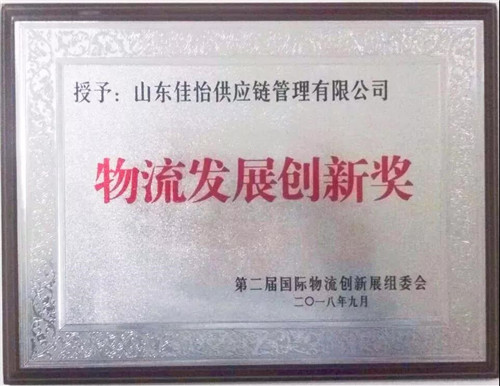 授予：山东佳怡供应链管理有限公司
物流发展创新奖
第二届国际物流创新展组委会
二〇一八年九月